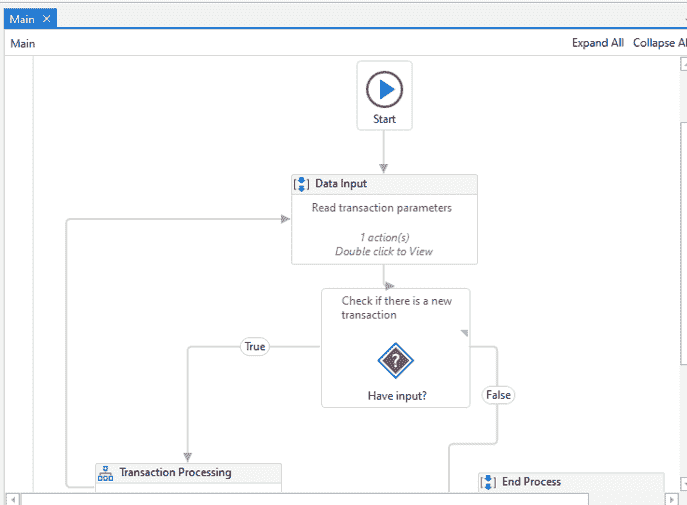 Main
Main
Expand All Collapse Al
Start
Data Input
Read transaction parameters
1 action(s)
Double click to View
Check if there is a new
transaction
True
?
Have input?
False
Transaction Processing
End Process